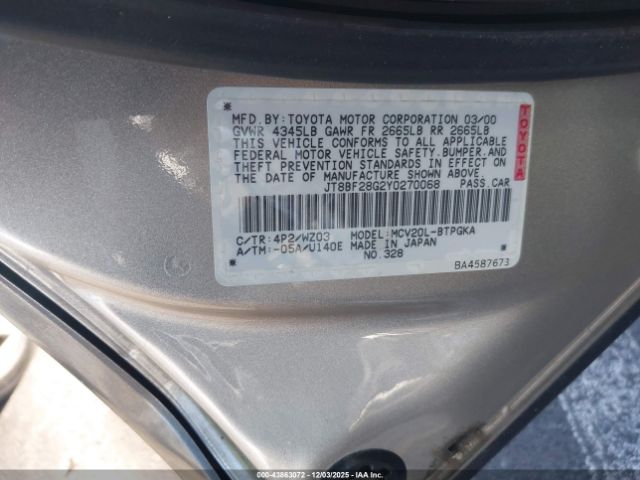 MFD.BY:TOYOTA MOTOR CORPORATION 03/00
GVWR 4345LB GAWR FR 2665LB RR 2665LB
THIS VEHICLE CONFORMS TO ALL APPLICABLE
FEDERAL MOTOR VEHICLE SAFETY,BUMPER,AND
THEFT PREVENTION STANDARDS IN EFFECT ON
THE DATE OF MANUFACTURE SHOWN ABOVE.
JT8BF28G2Y0270068 PASS.CAR
C/TR:4P2/WZ03 MODEL:MCV20L-BTPGKA
A/TM:-05A/U140E MADE IN JAPAN
NO.328
BA4587673
TOYOTA
000-43863072 - 12/03/2025 - IAAI.com